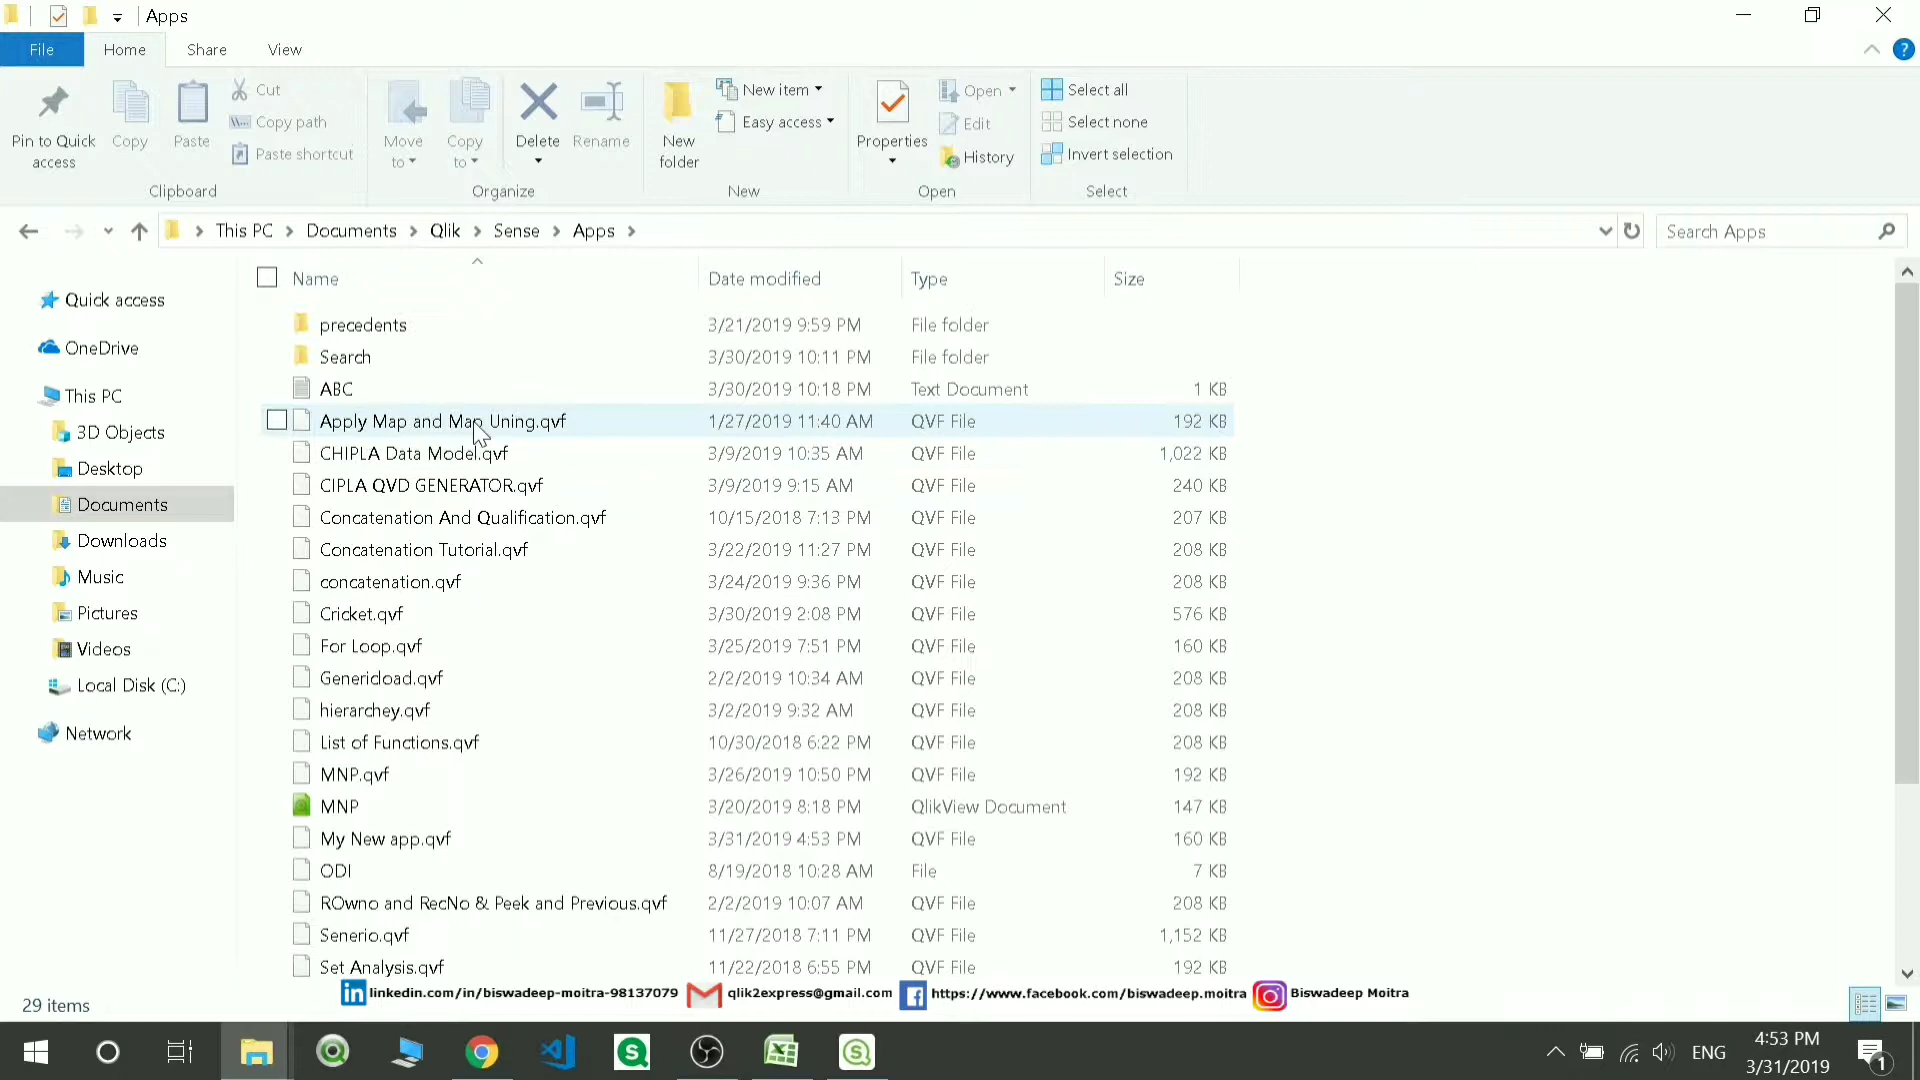 Apps
File Home Share View
Pin to Quick access
Copy
Paste
Cut
Copy path
Paste shortcut
Clipboard
Move to
Copy to
Delete
Rename
Organize
New folder
New item
Easy access
New
Properties
Open
Edit
History
Open
Select all
Select none
Invert selection
Select
This PC Documents Qlik Sense Apps
Search Apps
Quick access
OneDrive
This PC
3D Objects
Desktop
Documents
Downloads
Music
Pictures
Videos
Local Disk (C:)
Network
Name Date modified Type Size
precedents 3/21/2019 9:59 PM File folder
Search 3/30/2019 10:11 PM File folder
ABC 3/30/2019 10:18 PM Text Document 1 KB
Apply Map and Map Uning.qvf 1/27/2019 11:40 AM QVF File 192 KB
CHIPLA Data Model.qvf 3/9/2019 10:35 AM QVF File 1,022 KB
CIPLA QVD GENERATOR.qvf 3/9/2019 9:15 AM QVF File 240 KB
Concatenation And Qualification.qvf 10/15/2018 7:13 PM QVF File 207 KB
Concatenation Tutorial.qvf 3/22/2019 11:27 PM QVF File 208 KB
concatenation.qvf 3/24/2019 9:36 PM QVF File 208 KB
Cricket.qvf 3/30/2019 2:08 PM QVF File 576 KB
For Loop.qvf 3/25/2019 7:51 PM QVF File 160 KB
Genericload.qvf 2/2/2019 10:34 AM QVF File 208 KB
hierarchey.qvf 3/2/2019 9:32 AM QVF File 208 KB
List of Functions.qvf 10/30/2018 6:22 PM QVF File 208 KB
MNP.qvf 3/26/2019 10:50 PM QVF File 192 KB
MNP 3/20/2019 8:18 PM QlikView Document 147 KB
My New app.qvf 3/31/2019 4:53 PM QVF File 160 KB
ODI 8/19/2018 10:28 AM File 7 KB
ROwno and RecNo & Peek and Previous.qvf 2/2/2019 10:07 AM QVF File 208 KB
Senerio.qvf 11/27/2018 7:11 PM QVF File 1,152 KB
Set Analysis.qvf 11/22/2018 6:55 PM QVF File 192 KB
linkedin.com/in/biswadeep-moitra-98137079 qlik2express@gmail.com https://www.facebook.com/biswadeep.moitra Biswadeep Moitra
29 items
ENG
4:53 PM
3/31/2019
1